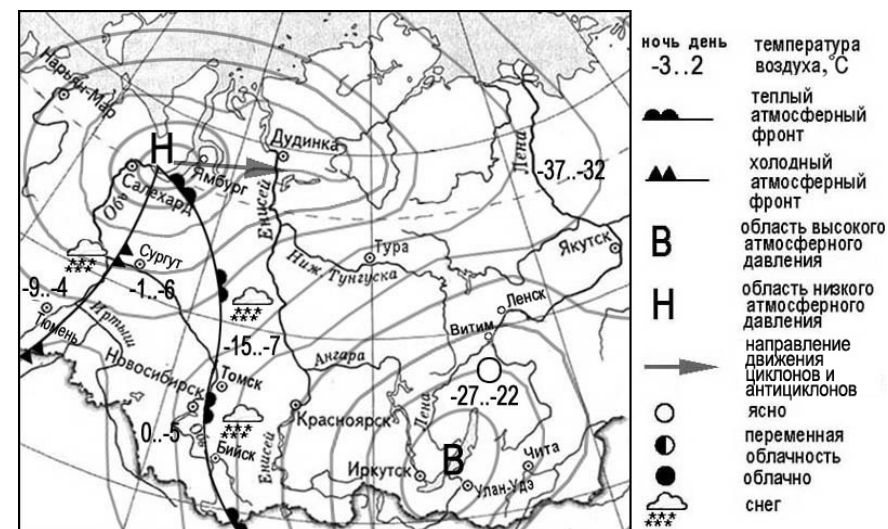 Нарьян-Мар
Н
Дудинка
Обь
Салехард
Ямбург
Енисей
Лена
-37..-32
Сургут
Тура
Якутск
-9..-4
-1..-6
Ниж Тунгуска
Тюмень
Иртыш
-15..-7
Ленск
Витим
Ангара
Новосибирск
Томск
-27..-22
Красноярск
Лена
0..-5
Обь
Бийск
Енисей
Иркутск
В
Чита
Улан-Удэ
ночь день
-3..2
температура
воздуха,°С
теплый
атмосферный
фронт
холодный
атмосферный
фронт
В
область высокого
атмосферного
давления
Н
область низкого
атмосферного
давления
направление
движения
циклонов и
антициклонов
ясно
переменная
облачность
облачно
снег